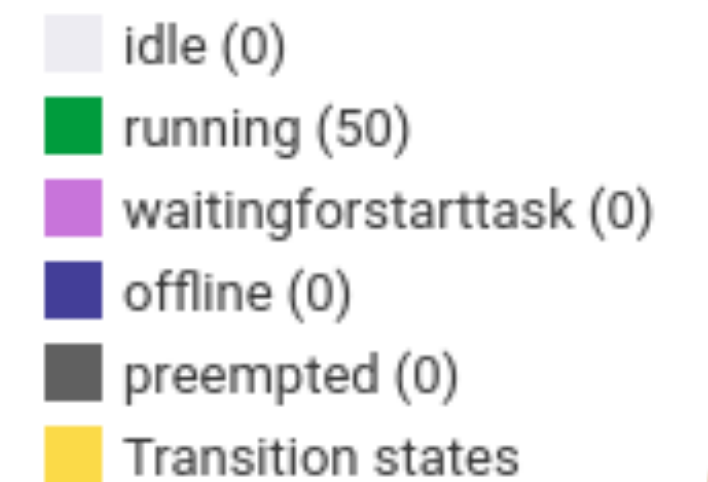 idle (0)
running (50)
waitingforstarttask (0)
offline (0)
preempted (0)
Transition states